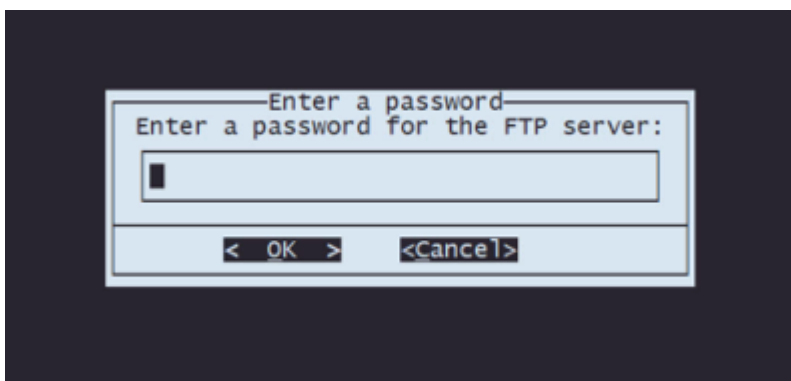 Enter a password
Enter a password for the FTP server:
< OK > <Cancel>